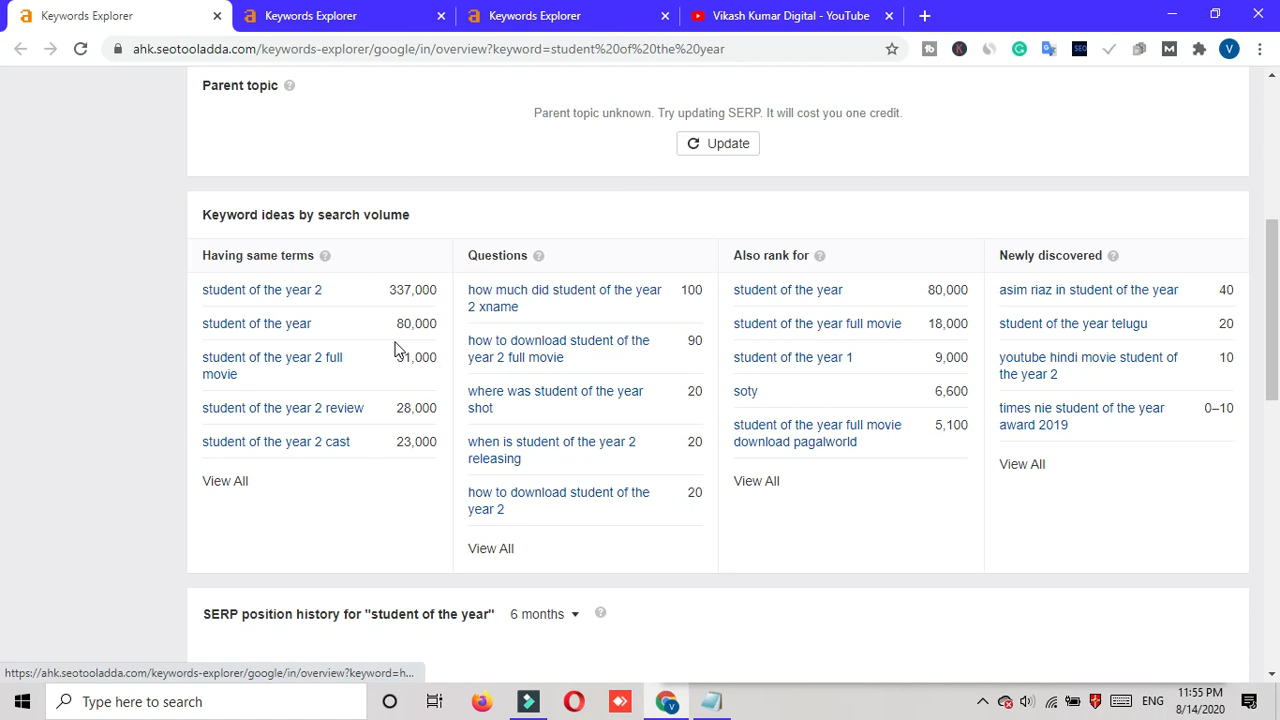 Keywords Explorer
Keywords Explorer
Keywords Explorer
Vikash Kumar Digital - YouTube
ahk.seotooladda.com/keywords-explorer/google/in/overview?keyword=student%20of%20the%20year
Parent topic
Parent topic unknown. Try updating SERP. It will cost you one credit.
Update
Keyword ideas by search volume
Having same terms
student of the year 2 337,000
student of the year 80,000
student of the year 2 full
movie
student of the year 2 review 28,000
student of the year 2 cast 23,000
View All
Questions
how much did student of the year 100
2 xname
how to download student of the 90
year 2 full movie
where was student of the year 20
shot
when is student of the year 2 20
releasing
how to download student of the 20
year 2
View All
Also rank for
student of the year 80,000
student of the year full movie 18,000
student of the year 1 9,000
soty 6,600
student of the year full movie 5,100
download pagalworld
View All
Newly discovered
asim riaz in student of the year 40
student of the year telugu 20
youtube hindi movie student of 10
the year 2
times nie student of the year 0–10
award 2019
View All
SERP position history for "student of the year" 6 months
https://ahk.seotooladda.com/keywords-explorer/google/in/overview?keyword=h...
Type here to search
ENG
11:55 PM
8/14/2020